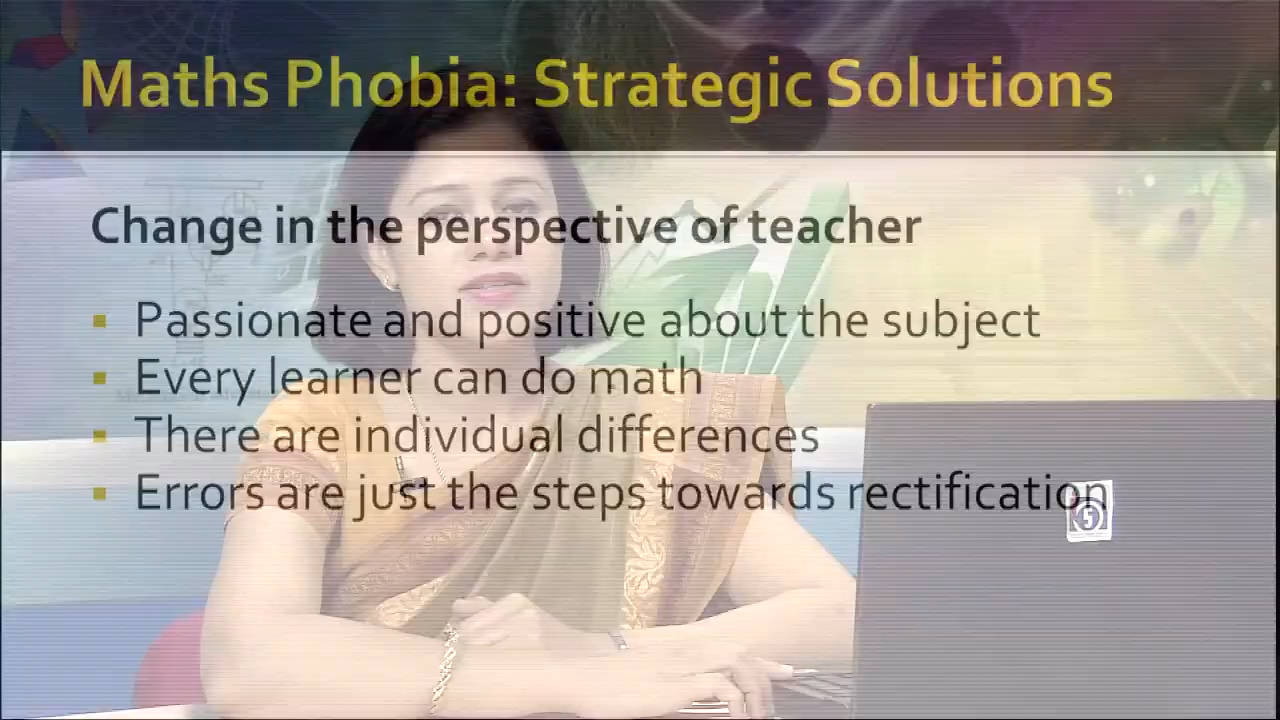 Maths Phobia: Strategic Solutions
Change in the perspective of teacher
Passionate and positive about the subject
Every learner can do math
There are individual differences
Errors are just the steps towards rectification